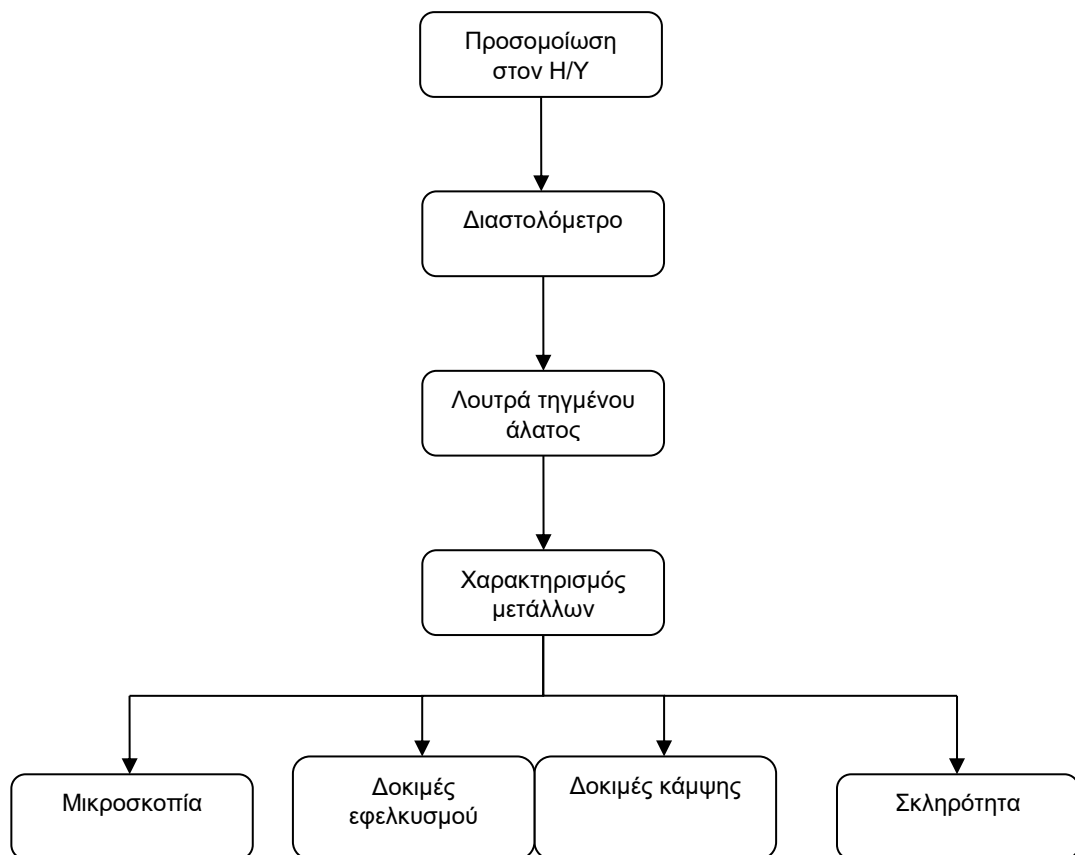 Προσομοίωση
στον Η/Υ
Διαστολόμετρο
Λουτρά τηγμένου
άλατος
Χαρακτηρισμός
μετάλλων
Μικροσκοπία
Δοκιμές
εφελκυσμού
Δοκιμές κάμψης
Σκληρότητα